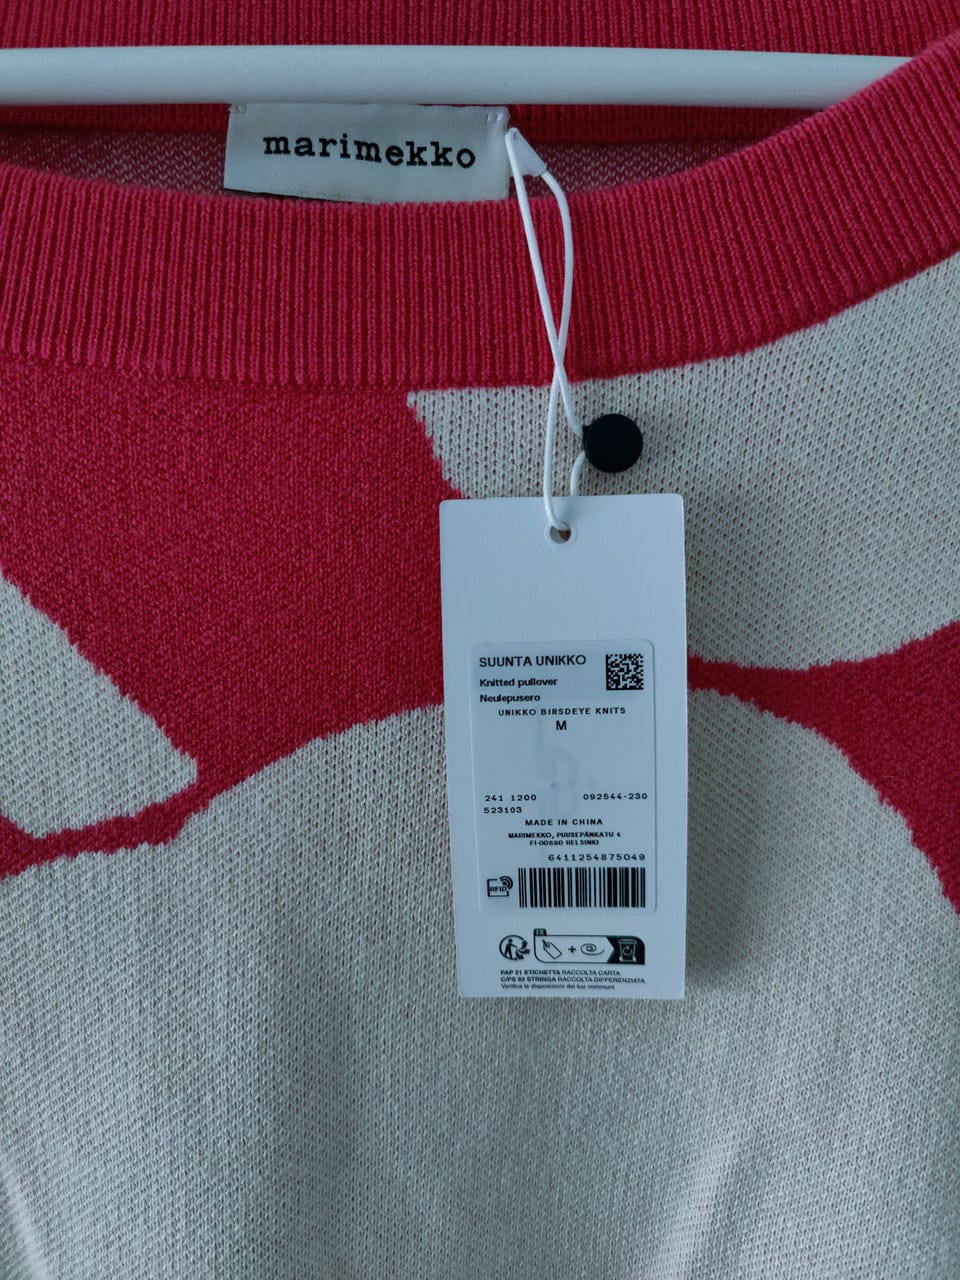 marimekko
SUUNTA UNIKKO
Knitted pullover
Neulepusero
UNIKKO BIRSDEYE KNITS
M
241 1200 092544-230
523103
MADE IN CHINA
MARIMEKKO, PUUSEPÄNKATU 4
FI-00880 HELSINKI
6411254875049
RFID
FR
PAP 21 ETICHETTA RACCOLTA CARTA
C/PS 93 STRINGA RACCOLTA DIFFERENZIATA
Verifica le disposizioni del tuo comune